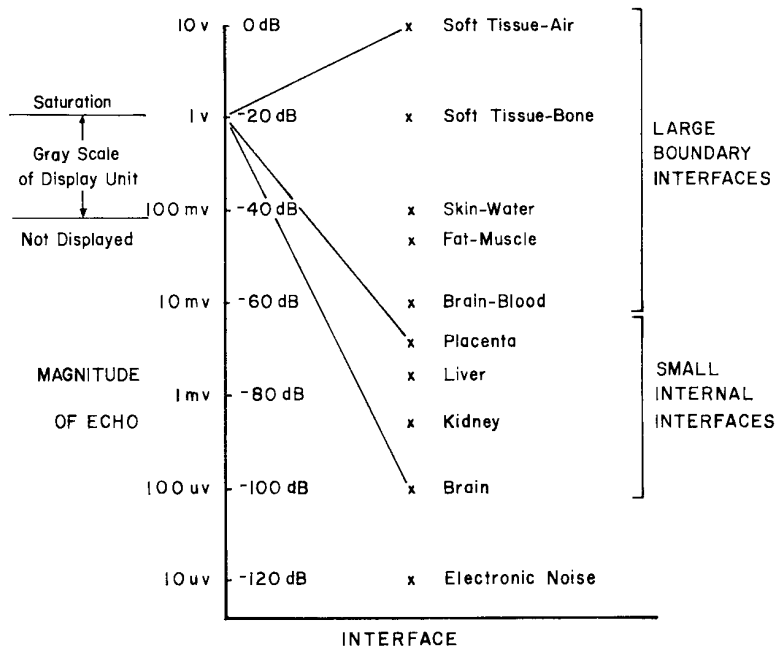 10 v 0 dB x Soft Tissue-Air
Saturation
1 v -20 dB x Soft Tissue-Bone
Gray Scale
of Display Unit
LARGE
BOUNDARY
INTERFACES
100 mv -40 dB x Skin-Water
Not Displayed
x Fat-Muscle
10 mv -60 dB x Brain-Blood
x Placenta
MAGNITUDE
OF ECHO
x Liver
SMALL
INTERNAL
INTERFACES
1 mv -80 dB
x Kidney
100 uv -100 dB x Brain
10 uv -120 dB x Electronic Noise
INTERFACE